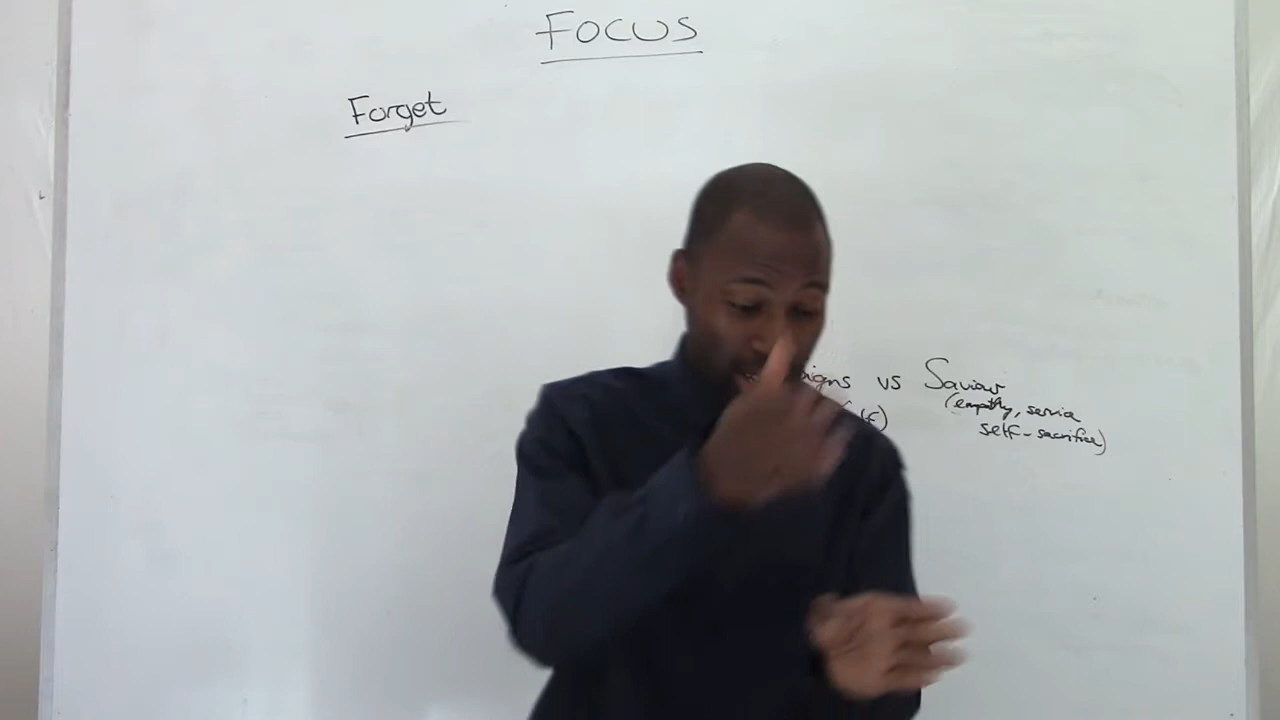 FOCUS
Forget
vs Saviour
(empathy, service
self-sacrifice)